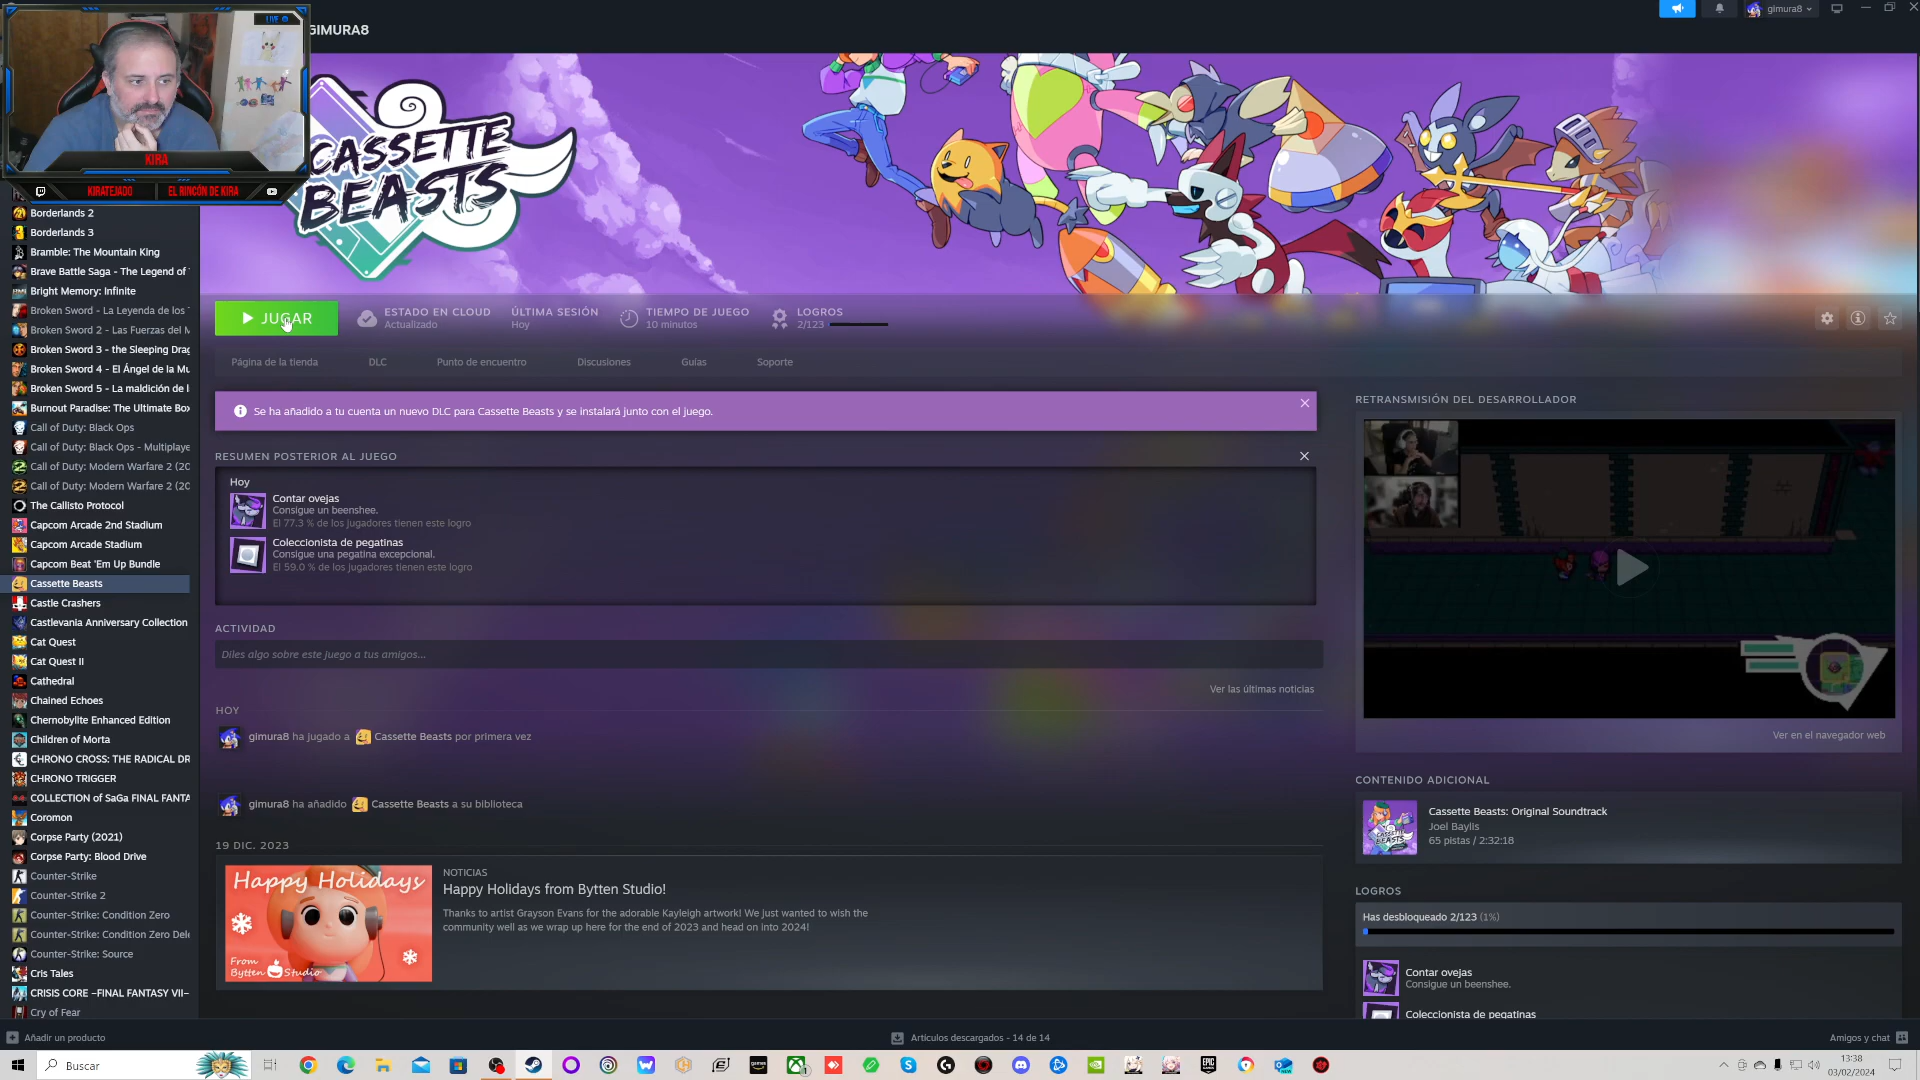 LIVE
GIMURA8
gimura8
KIRA
KIRATEJADO
EL RINCÓN DE KIRA
CASSETTE
BEASTS
Borderlands 2
Borderlands 3
Bramble: The Mountain King
Brave Battle Saga - The Legend of
Bright Memory: Infinite
Broken Sword - La Leyenda de los
Broken Sword 2 - Las Fuerzas del M
Broken Sword 3 - the Sleeping Drag
Broken Sword 4 - El Ángel de la Mu
Broken Sword 5 - La maldición de l
Burnout Paradise: The Ultimate Box
Call of Duty: Black Ops
Call of Duty: Black Ops - Multiplaye
Call of Duty: Modern Warfare 2 (20
Call of Duty: Modern Warfare 2 (20
The Callisto Protocol
Capcom Arcade 2nd Stadium
Capcom Arcade Stadium
Capcom Beat 'Em Up Bundle
Cassette Beasts
Castle Crashers
Castlevania Anniversary Collection
Cat Quest
Cat Quest II
Cathedral
Chained Echoes
Chernobylite Enhanced Edition
Children of Morta
CHRONO CROSS: THE RADICAL DR
CHRONO TRIGGER
COLLECTION of SaGa FINAL FANTA
Coromon
Corpse Party (2021)
Corpse Party: Blood Drive
Counter-Strike
Counter-Strike 2
Counter-Strike: Condition Zero
Counter-Strike: Condition Zero Dele
Counter-Strike: Source
Cris Tales
CRISIS CORE –FINAL FANTASY VII–
Cry of Fear
JUGAR
ESTADO EN CLOUD
Actualizado
ÚLTIMA SESIÓN
Hoy
TIEMPO DE JUEGO
10 minutos
LOGROS
2/123
Página de la tienda
DLC
Punto de encuentro
Discusiones
Guías
Soporte
Se ha añadido a tu cuenta un nuevo DLC para Cassette Beasts y se instalará junto con el juego.
RESUMEN POSTERIOR AL JUEGO
Hoy
Contar ovejas
Consigue un beenshee.
El 77.3 % de los jugadores tienen este logro
Coleccionista de pegatinas
Consigue una pegatina excepcional.
El 59.0 % de los jugadores tienen este logro
ACTIVIDAD
Diles algo sobre este juego a tus amigos...
Ver las últimas noticias
HOY
gimura8 ha jugado a Cassette Beasts por primera vez
gimura8 ha añadido Cassette Beasts a su biblioteca
19 DIC. 2023
Happy Holidays
From
Bytten Studio
NOTICIAS
Happy Holidays from Bytten Studio!
Thanks to artist Grayson Evans for the adorable Kayleigh artwork! We just wanted to wish the
community well as we wrap up here for the end of 2023 and head on into 2024!
RETRANSMISIÓN DEL DESARROLLADOR
Ver en el navegador web
CONTENIDO ADICIONAL
CASSETTE
BEASTS
Cassette Beasts: Original Soundtrack
Joel Baylis
65 pistas / 2:32:18
LOGROS
Has desbloqueado 2/123 (1%)
Contar ovejas
Consigue un beenshee.
Coleccionista de pegatinas
Añadir un producto
Artículos descargados - 14 de 14
Amigos y chat
Buscar
13:38
03/02/2024